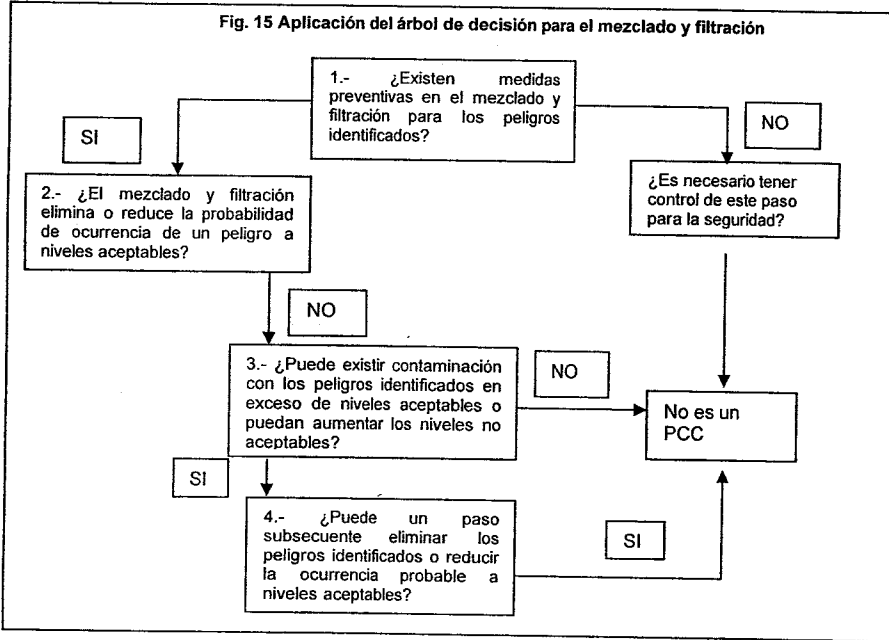 Fig. 15 Aplicación del árbol de decisión para el mezclado y filtración
1.- ¿Existen medidas
preventivas en el mezclado y
filtración para los peligros
identificados?
SI
NO
2.- ¿El mezclado y filtración
elimina o reduce la probabilidad
de ocurrencia de un peligro a
niveles aceptables?
¿Es necesario tener
control de este paso
para la seguridad?
NO
3.- ¿Puede existir contaminación
con los peligros identificados en
exceso de niveles aceptables o
puedan aumentar los niveles no
aceptables?
NO
No es un
PCC
SI
4.- ¿Puede un paso
subsecuente eliminar los
peligros identificados o reducir
la ocurrencia probable a
niveles aceptables?
SI